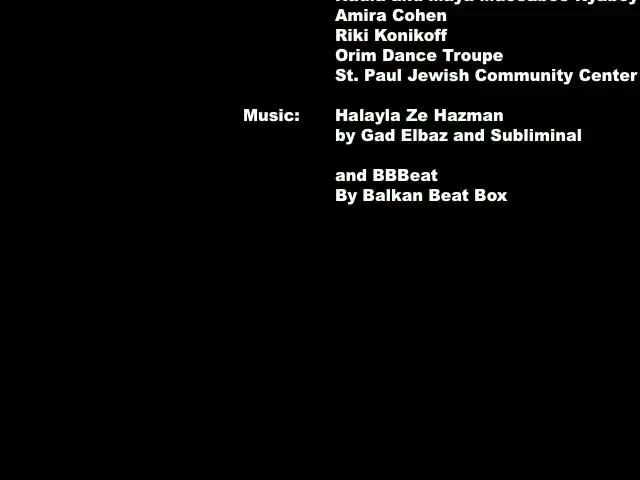 Amira Cohen
Riki Konikoff
Orim Dance Troupe
St. Paul Jewish Community Center
Music: Halayla Ze Hazman
by Gad Elbaz and Subliminal
and BBBeat
By Balkan Beat Box